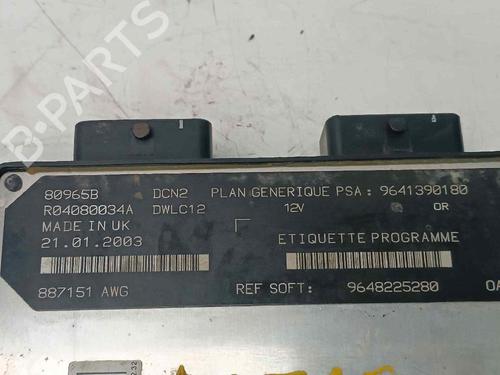 B-PARTS
80965B DCN2 PLAN GENERIQUE PSA : 9641390180
R04080034A DWLC12 12V OR
MADE IN UK
21.01.2003 ETIQUETTE PROGRAMME
887151 AWG REF SOFT: 9648225280 OA